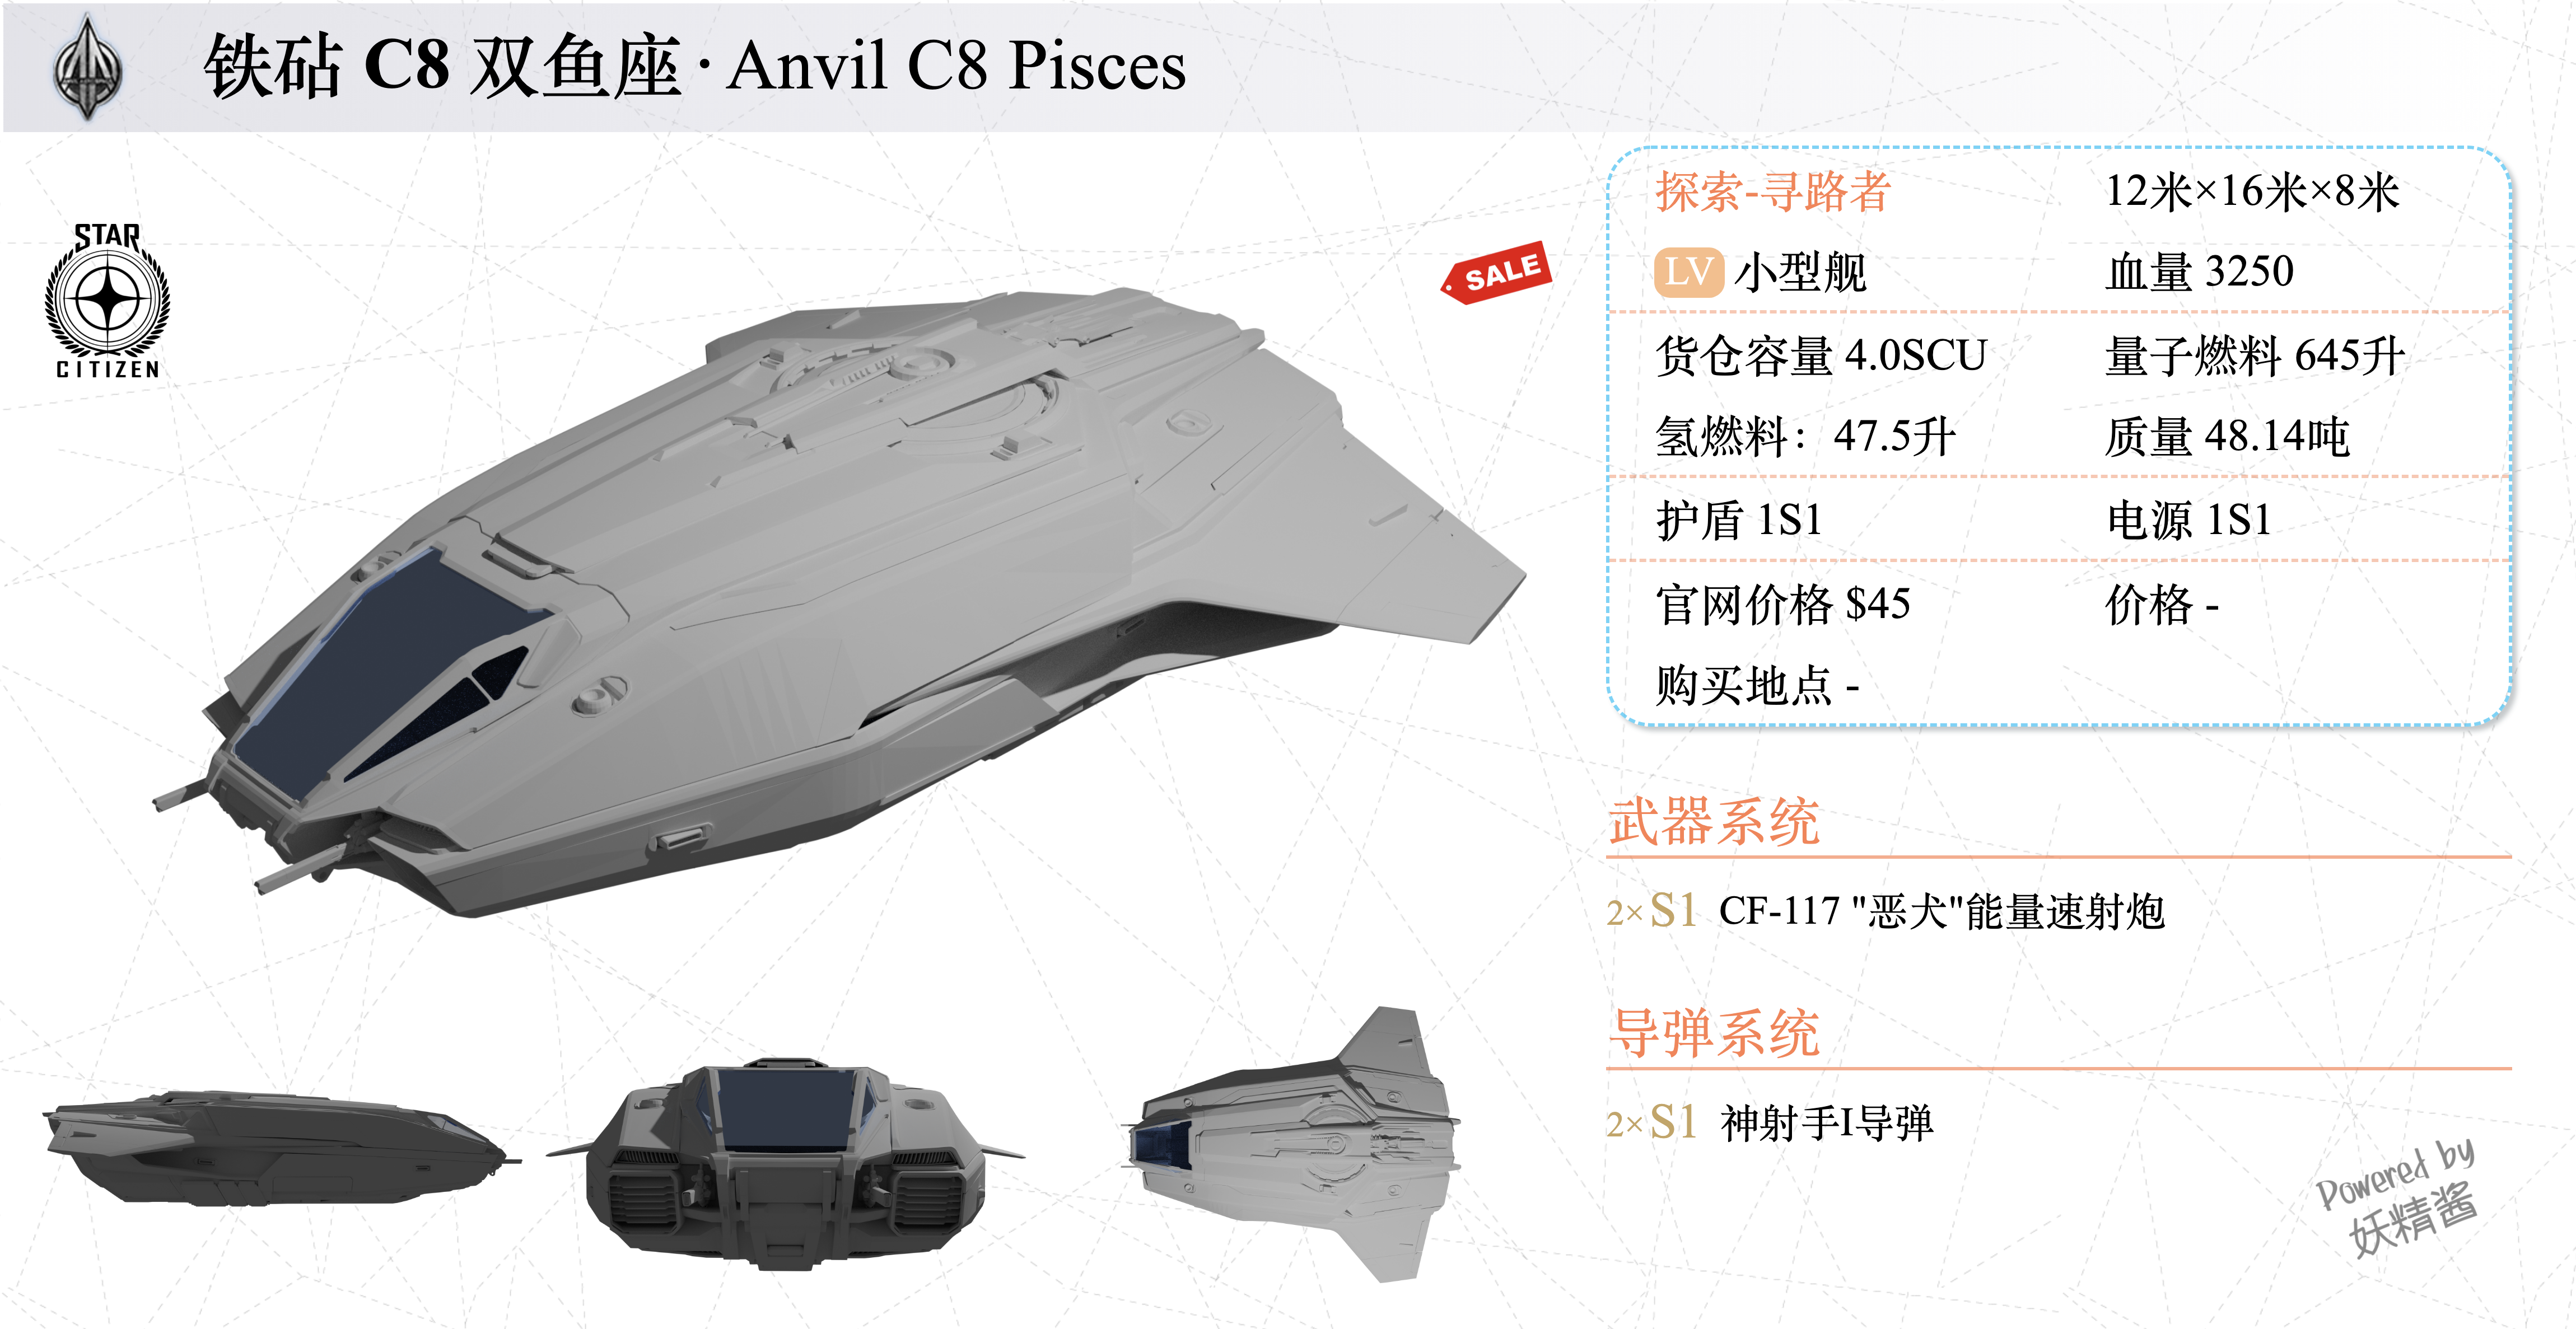 铁砧 C8 双鱼座·Anvil C8 Pisces
STAR
CITIZEN
SALE
探索-寻路者 12米×16米×8米
LV 小型舰 血量 3250
货仓容量 4.0SCU 量子燃料 645升
氢燃料：47.5升 质量 48.14吨
护盾 1S1 电源 1S1
官网价格 $45 价格 -
购买地点 -
武器系统
2× S1 CF-117 "恶犬"能量速射炮
导弹系统
2× S1 神射手I导弹
Powered by
妖精酱